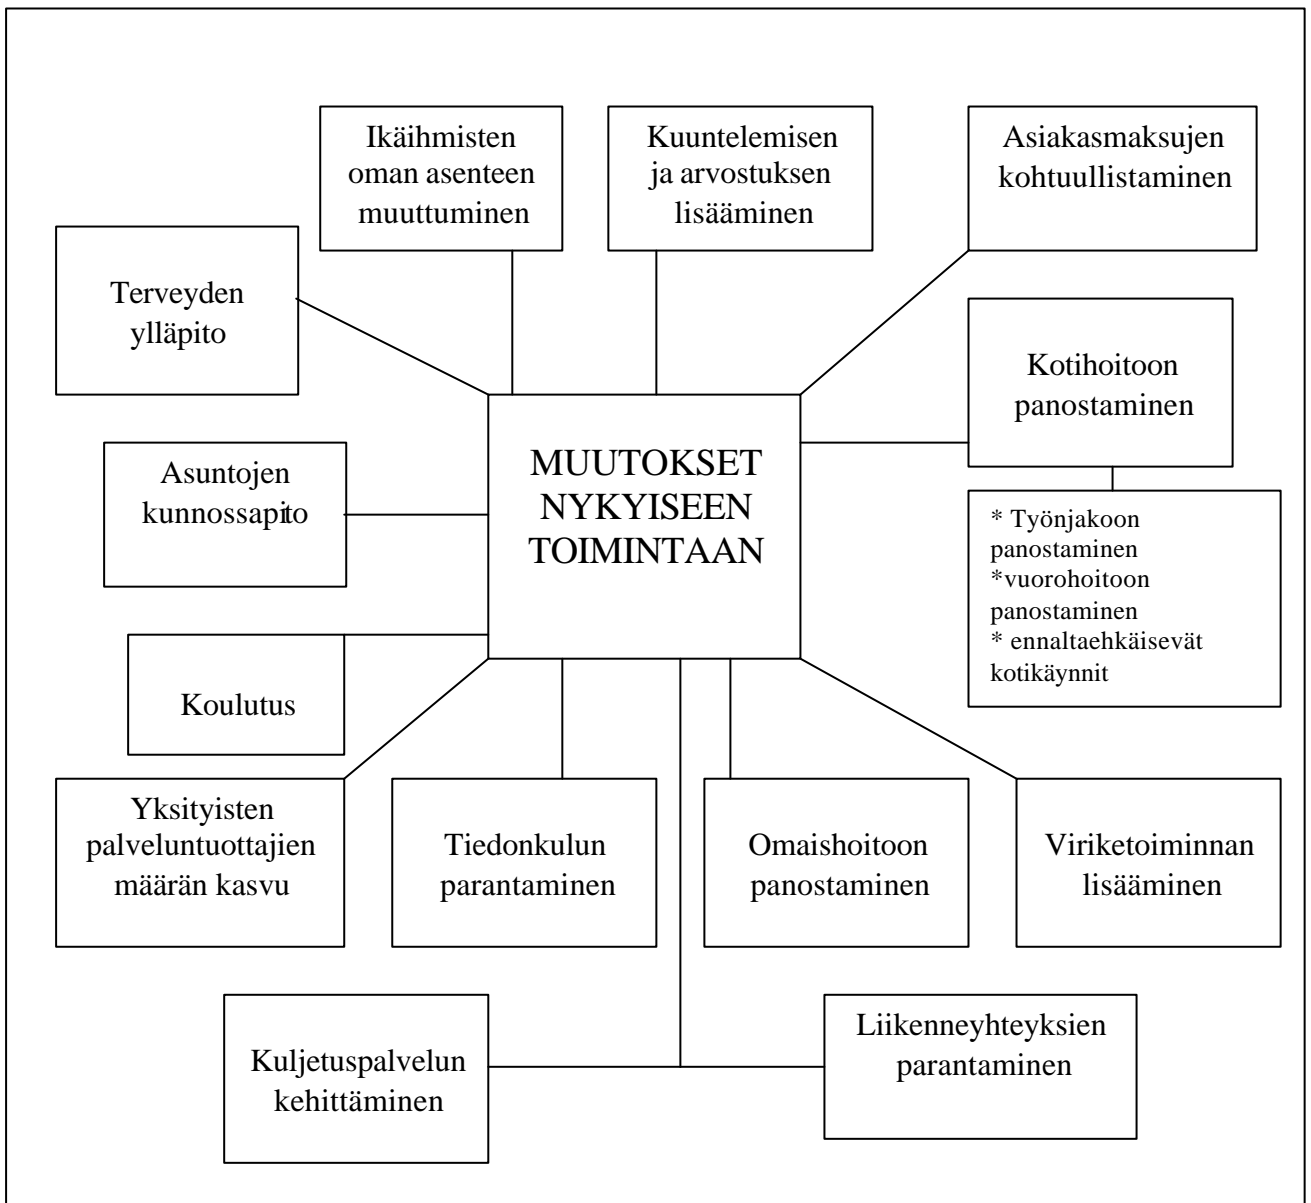 Ikäihmisten
oman asenteen
muuttuminen
Kuuntelemisen
ja arvostuksen
lisääminen
Asiakasmaksujen
kohtuullistaminen
Terveyden
ylläpito
Kotihoitoon
panostaminen
Asuntojen
kunnossapito
MUUTOKSET
NYKYISEEN
TOIMINTAAN
* Työnjakoon
panostaminen
*vuorohoitoon
panostaminen
* ennaltaehkäisevät
kotikäynnit
Koulutus
Yksityisten
palveluntuottajien
määrän kasvu
Tiedonkulun
parantaminen
Omaishoitoon
panostaminen
Viriketoiminnan
lisääminen
Kuljetuspalvelun
kehittäminen
Liikenneyhteyksien
parantaminen